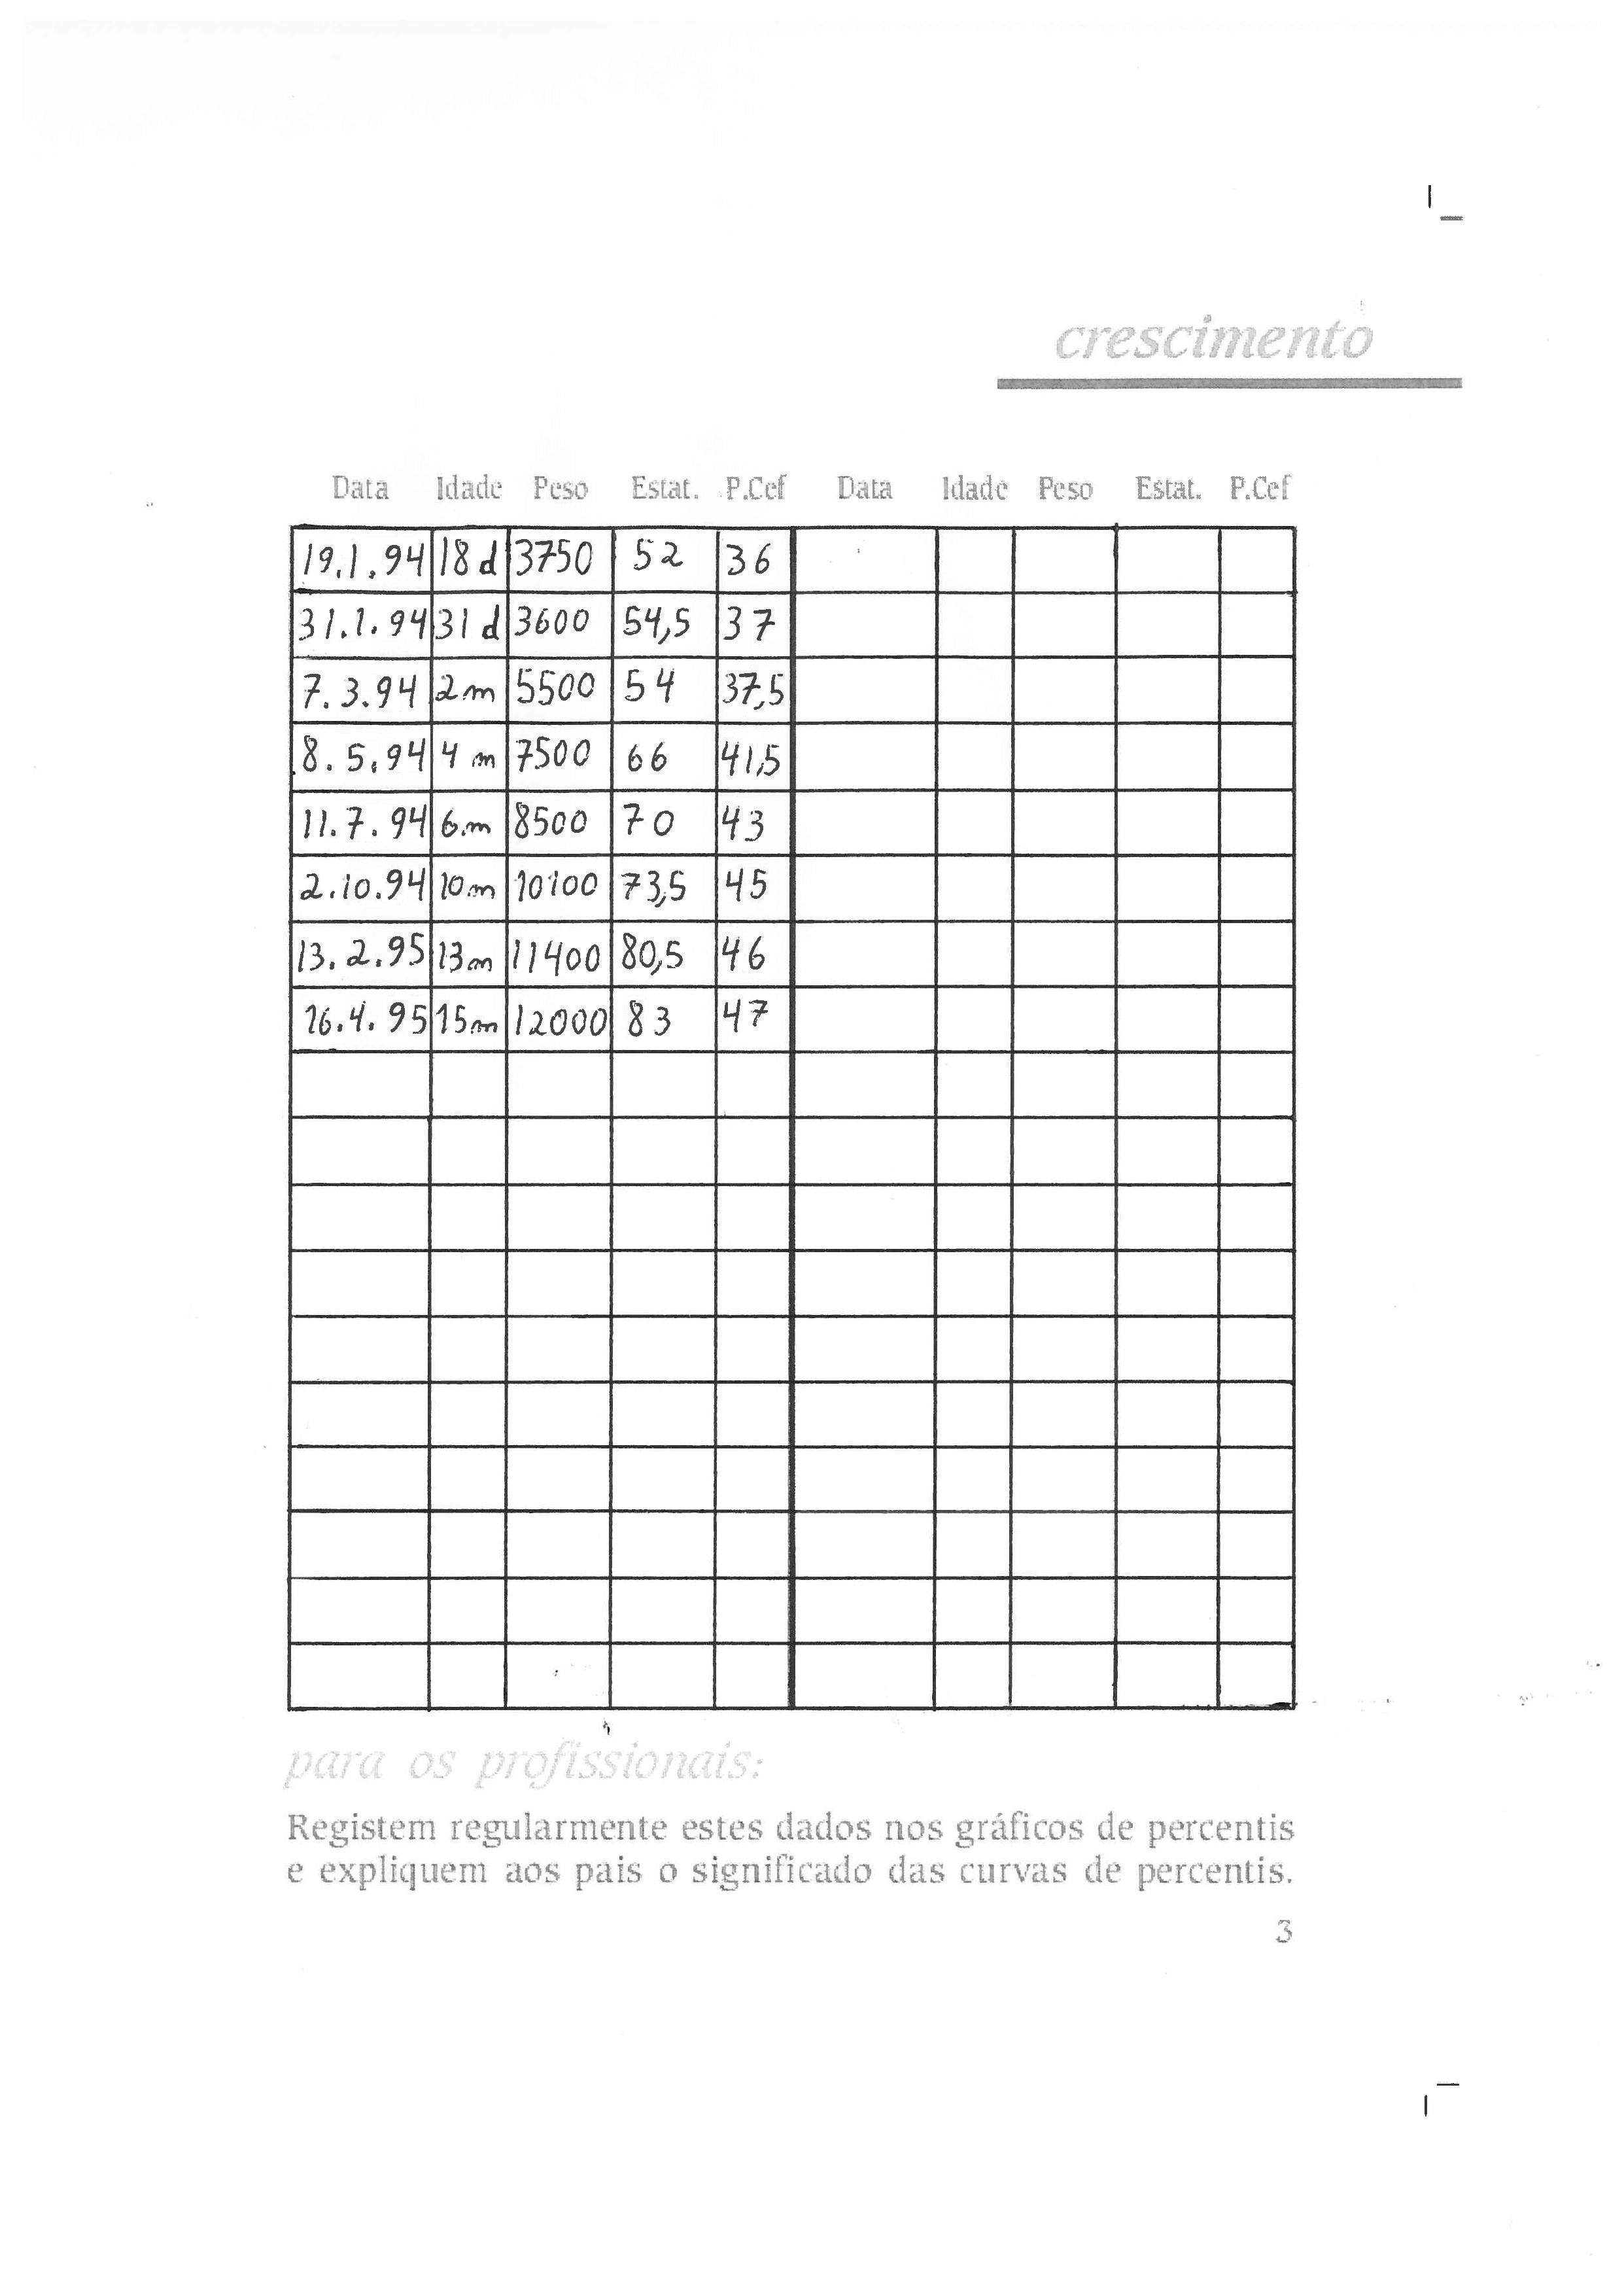 crescimento
Data Idade Peso Estat. P.Cef Data Idade Peso Estat. P.Cef
19.1.94 18 d 3750 52 36
31.1.94 31 d 3600 54,5 37
7.3.94 2 m 5500 54 37,5
8.5.94 4 m 7500 66 41,5
11.7.94 6.m 8500 70 43
2.10.94 10.m 10100 73,5 45
13.2.95 13m 11400 80,5 46
16.4.95 15m 12000 83 47
para os profissionais:
Registem regularmente estes dados nos gráficos de percentis
e expliquem aos pais o significado das curvas de percentis.
3